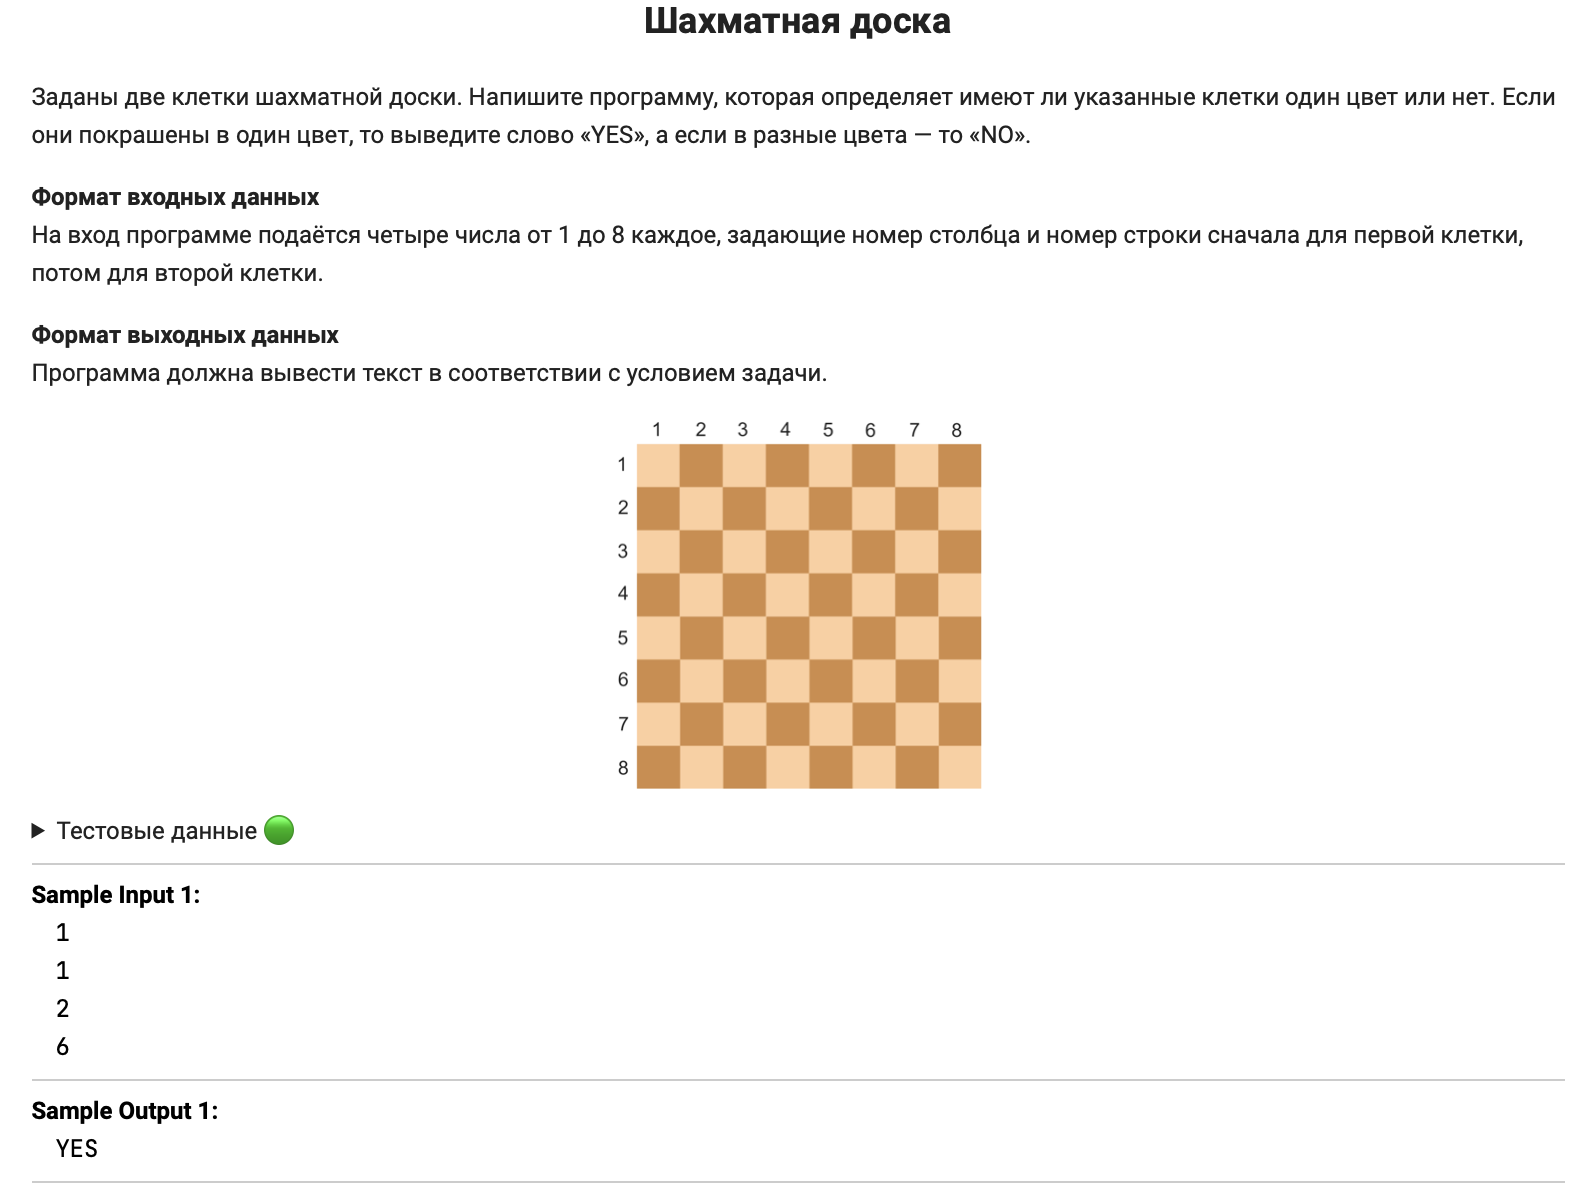 Шахматная доска
Заданы две клетки шахматной доски. Напишите программу, которая определяет имеют ли указанные клетки один цвет или нет. Если
они покрашены в один цвет, то выведите слово «YES», а если в разные цвета — то «NO».
Формат входных данных
На вход программе подаётся четыре числа от 1 до 8 каждое, задающие номер столбца и номер строки сначала для первой клетки,
потом для второй клетки.
Формат выходных данных
Программа должна вывести текст в соответствии с условием задачи.
1 2 3 4 5 6 7 8
1
2
3
4
5
6
7
8
Тестовые данные
Sample Input 1:
1
1
2
6
Sample Output 1:
YES